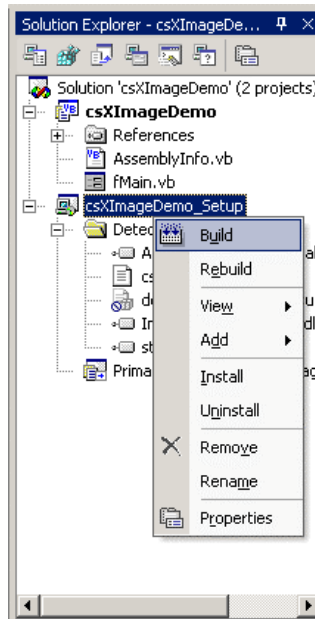 Solution Explorer - csXImageDe...
Solution 'csXImageDemo' (2 projects)
csXImageDemo
References
AssemblyInfo.vb
fMain.vb
csXImageDemo_Setup
Build
Rebuild
View
Add
Install
Uninstall
Remove
Rename
Properties